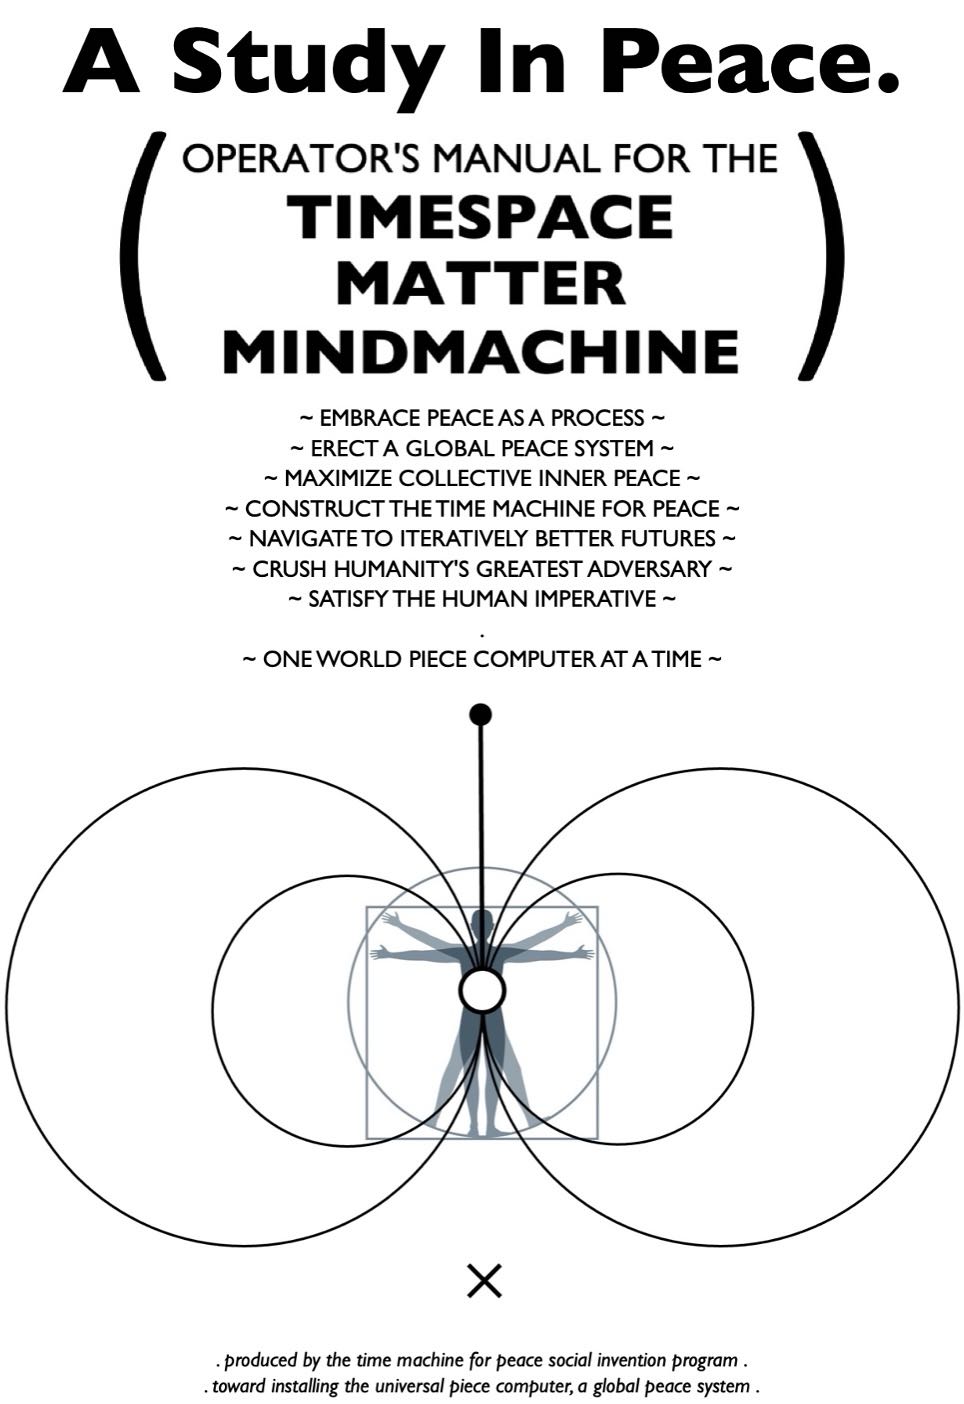 A Study In Peace.
( OPERATOR'S MANUAL FOR THE
TIMESPACE
MATTER
MINDMACHINE )
~ EMBRACE PEACE AS A PROCESS ~
~ ERECT A GLOBAL PEACE SYSTEM ~
~ MAXIMIZE COLLECTIVE INNER PEACE ~
~ CONSTRUCT THE TIME MACHINE FOR PEACE ~
~ NAVIGATE TO ITERATIVELY BETTER FUTURES ~
~ CRUSH HUMANITY'S GREATEST ADVERSARY ~
~ SATISFY THE HUMAN IMPERATIVE ~
.
~ ONE WORLD PIECE COMPUTER AT A TIME ~
. produced by the time machine for peace social invention program .
. toward installing the universal piece computer, a global peace system .